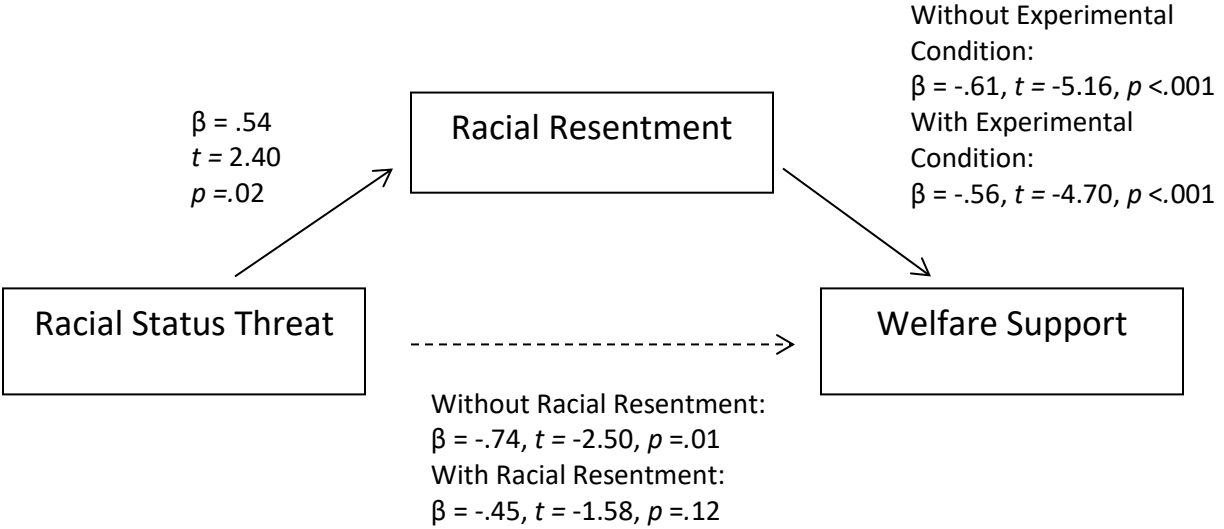 Without Experimental
Condition:
β = -.61, t = -5.16, p <.001
With Experimental
Condition:
β = -.56, t = -4.70, p <.001
β = .54
t = 2.40
p =.02
Racial Resentment
Racial Status Threat
Welfare Support
Without Racial Resentment:
β = -.74, t = -2.50, p =.01
With Racial Resentment:
β = -.45, t = -1.58, p =.12